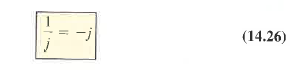 1/j = -j (14.26)